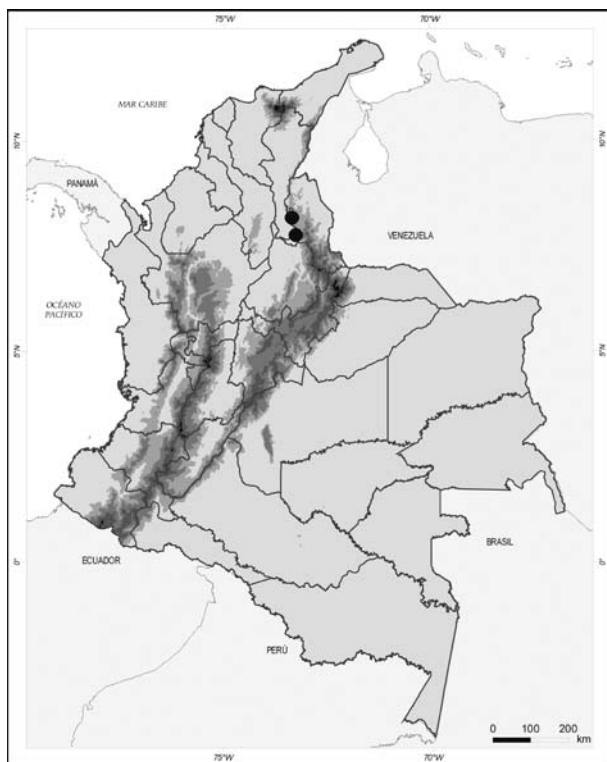 75°W 70°W
MAR CARIBE
10°N 10°N
PANAMÁ
VENEZUELA
OCÉANO
PACÍFICO
5°N 5°N
BRASIL
ECUADOR
0° 0°
PERÚ
0 100 200
km
75°W 70°W